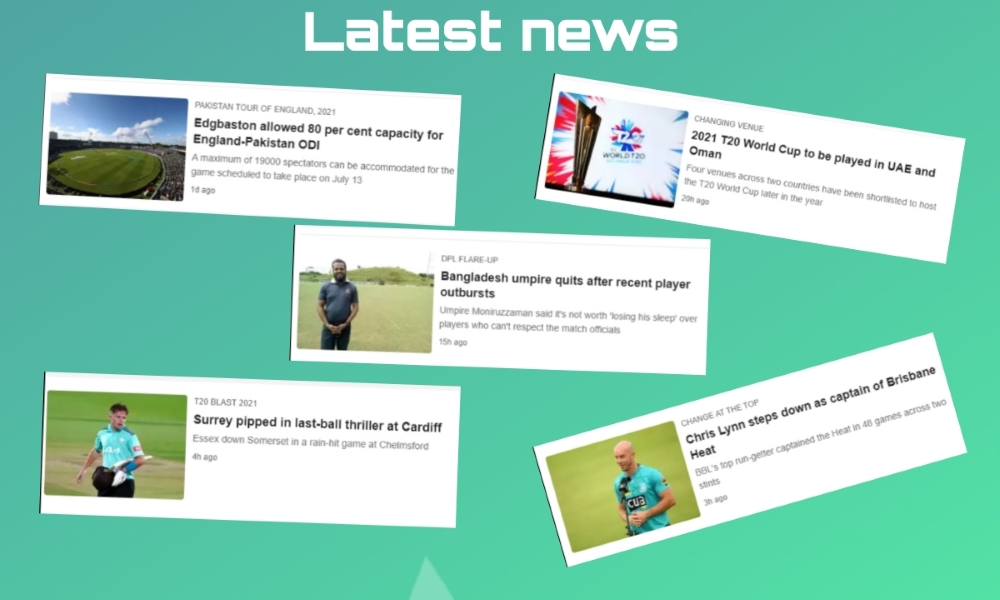 Latest news
PAKISTAN TOUR OF ENGLAND, 2021
Edgbaston allowed 80 per cent capacity for
England-Pakistan ODI
A maximum of 19000 spectators can be accommodated for the
game scheduled to take place on July 13
1d ago
CHANGING VENUE
2021 T20 World Cup to be played in UAE and
Oman
Four venues across two countries have been shortlisted to host
the T20 World Cup later in the year
20h ago
WORLD T20
DPL FLARE-UP
Bangladesh umpire quits after recent player
outbursts
Umpire Moniruzzaman said it's not worth 'losing his sleep' over
players who can't respect the match officials
15h ago
T20 BLAST 2021
Surrey pipped in last-ball thriller at Cardiff
Essex down Somerset in a rain-hit game at Chelmsford
4h ago
CHANGE AT THE TOP
Chris Lynn steps down as captain of Brisbane
Heat
BBL's top run-getter captained the Heat in 48 games across two
stints
3h ago
CUB